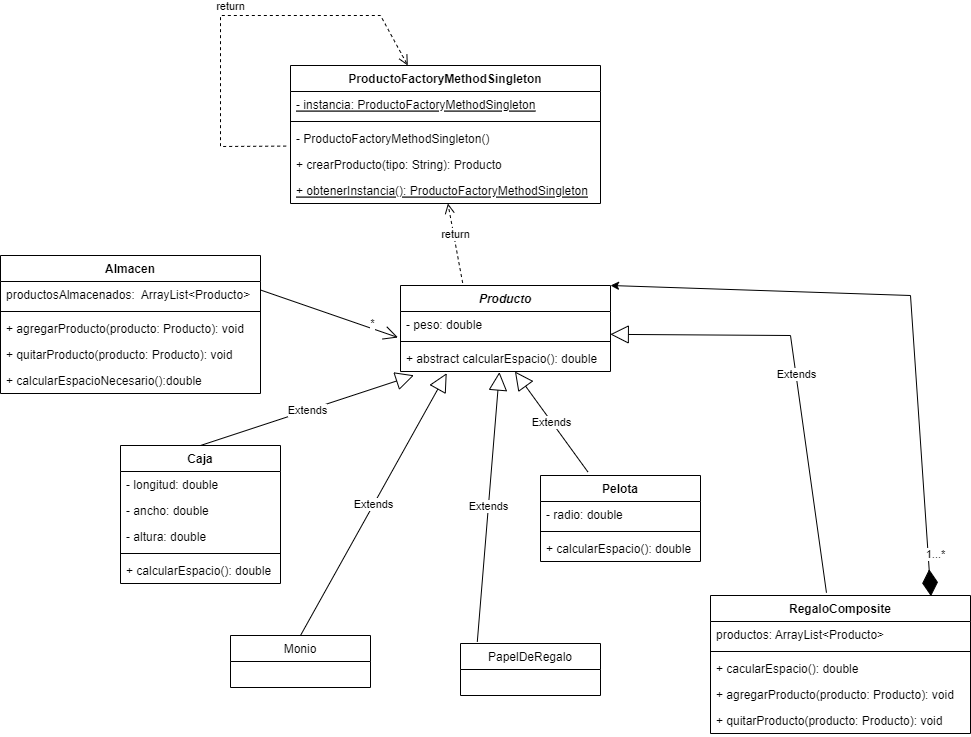 return
ProductoFactoryMethodSingleton
- instancia: ProductoFactoryMethodSingleton
- ProductoFactoryMethodSingleton()
+ crearProducto(tipo: String): Producto
+ obtenerInstancia(): ProductoFactoryMethodSingleton
return
Almacen
productosAlmacenados:  ArrayList<Producto>
+ agregarProducto(producto: Producto): void
+ quitarProducto(producto: Producto): void
+ calcularEspacioNecesario():double
*
Producto
- peso: double
+ abstract calcularEspacio(): double
Extends
Extends
Extends
Extends
Extends
Caja
- longitud: double
- ancho: double
- altura: double
+ calcularEspacio(): double
Pelota
- radio: double
+ calcularEspacio(): double
1...*
Monio
PapelDeRegalo
RegaloComposite
productos: ArrayList<Producto>
+ cacularEspacio(): double
+ agregarProducto(producto: Producto): void
+ quitarProducto(producto: Producto): void